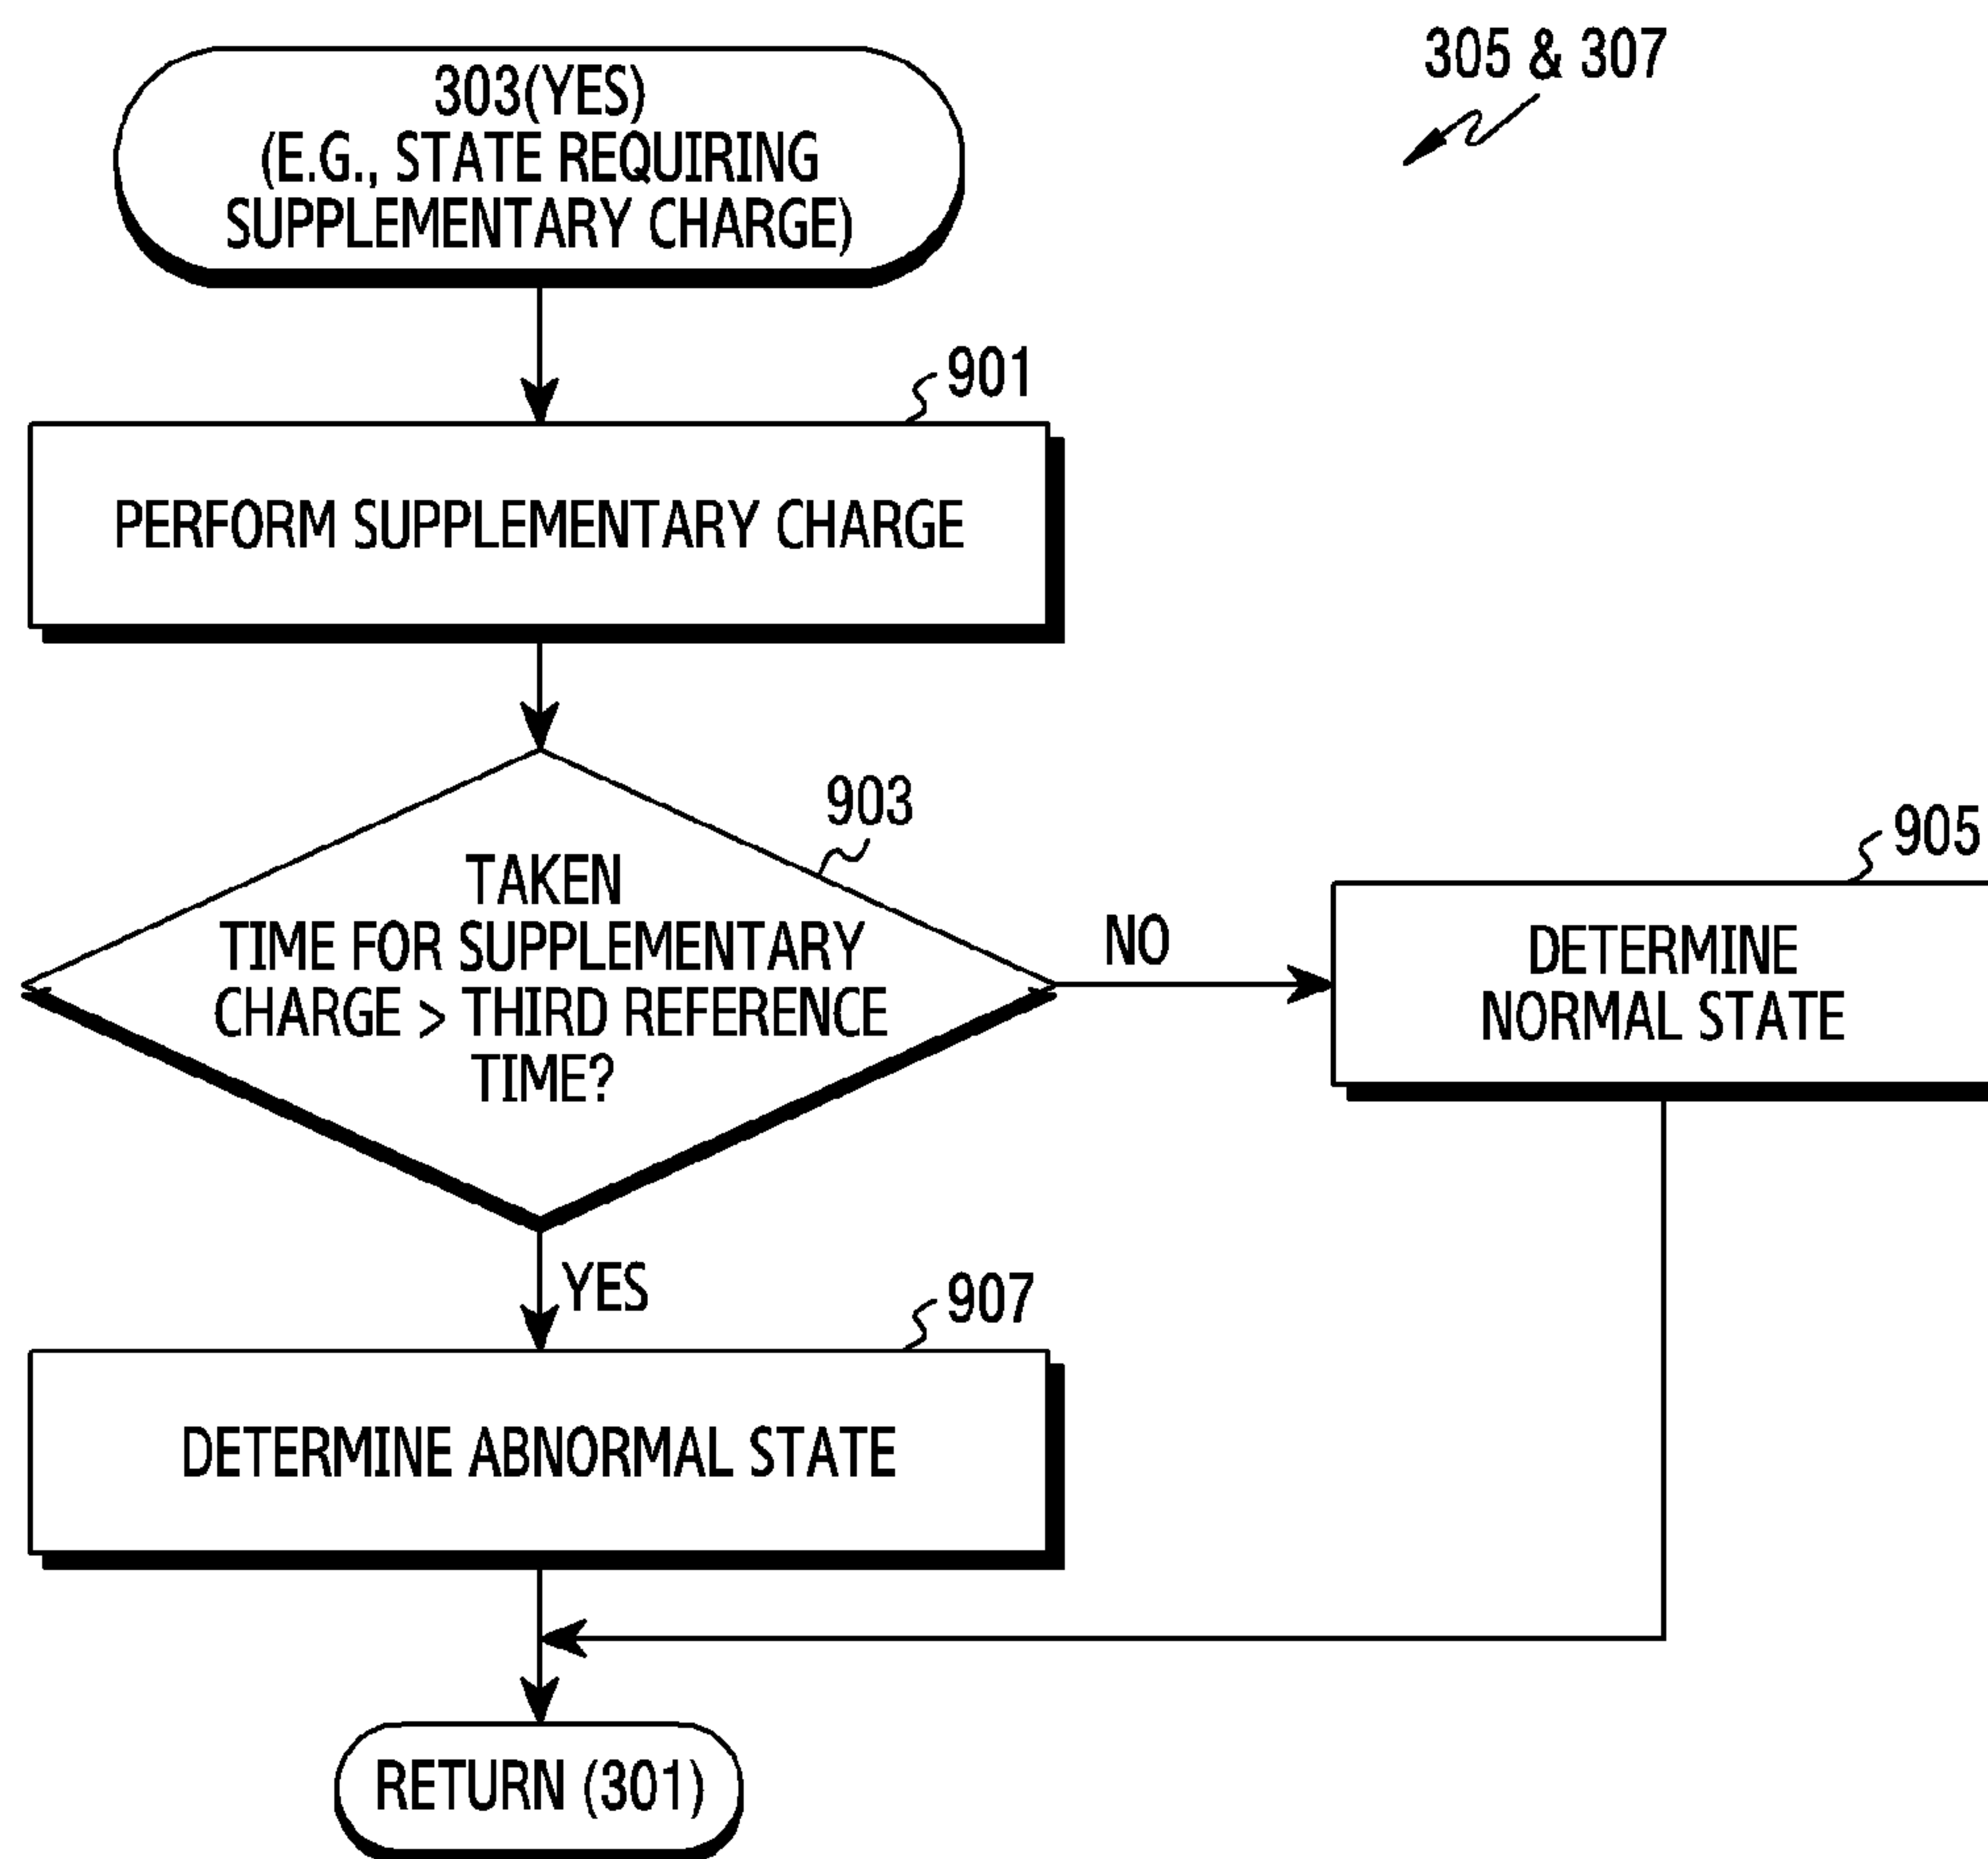 305 & 307
303(YES)
(E.G., STATE REQUIRING
SUPPLEMENTARY CHARGE)
901
PERFORM SUPPLEMENTARY CHARGE
903
TAKEN
TIME FOR SUPPLEMENTARY
CHARGE > THIRD REFERENCE
TIME?
NO
905
DETERMINE
NORMAL STATE
YES
907
DETERMINE ABNORMAL STATE
RETURN (301)